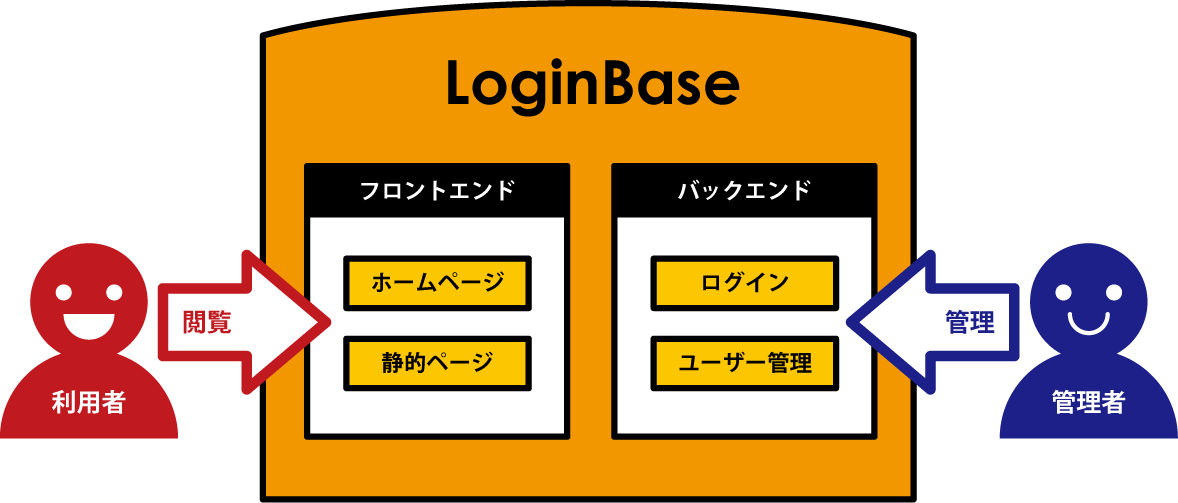 LoginBase
フロントエンド
ホームページ
静的ページ
バックエンド
ログイン
ユーザー管理
閲覧
利用者
管理
管理者